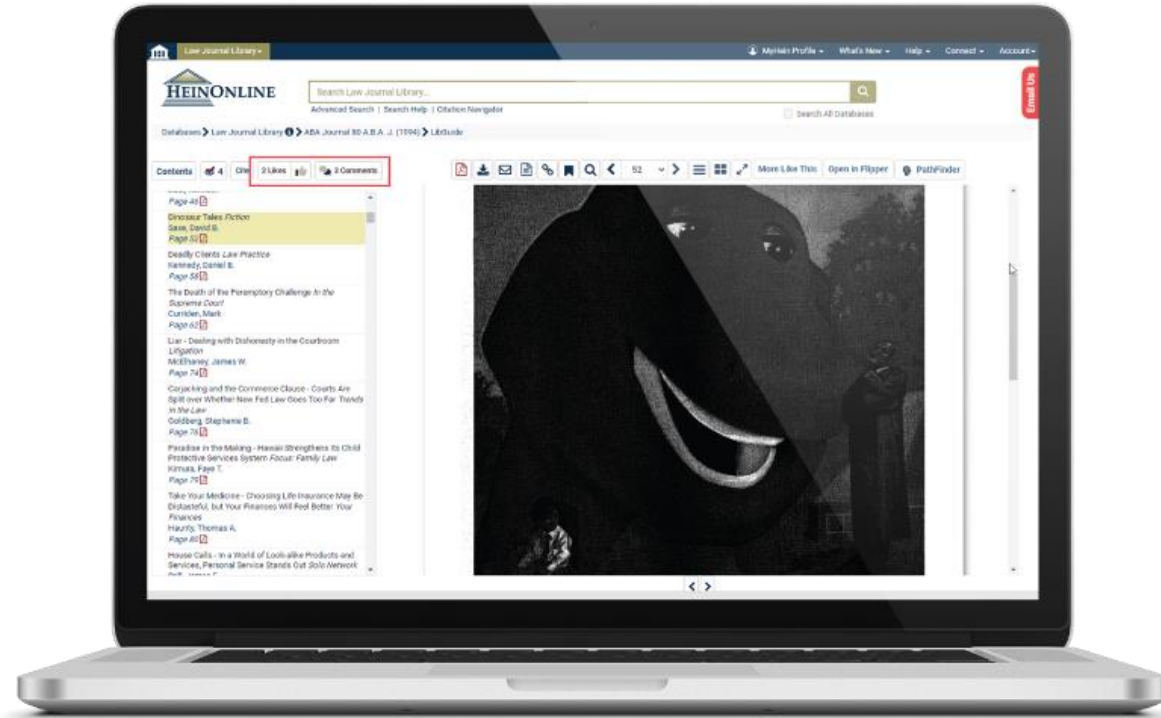 Law Journal Library
MyHein Profile What's New Help Connect Account
HEINONLINE
Search Law Journal Library...
Advanced Search | Search Help | Citation Navigator
Search All Databases
Email Us
Databases Law Journal Library ABA Journal 80 A.B.A. J. (1994) LibGuide
Contents 4 Cite 2 Likes 3 Comments
52 More Like This Open in Flipper PathFinder
Page 46
Dinosaur Tales Fiction
Saxe, David B.
Page 52
Deadly Clients Law Practice
Kennedy, Daniel B.
Page 58
The Death of the Peremptory Challenge In the
Supreme Court
Curriden, Mark
Page 62
Liar - Dealing with Dishonesty in the Courtroom
Litigation
McElhaney, James W.
Page 74
Carjacking and the Commerce Clause - Courts Are
Split over Whether New Fed Law Goes Too Far Trends
in the Law
Goldberg, Stephanie B.
Page 76
Paradise in the Making - Hawaii Strengthens Its Child
Protective Services System Focus: Family Law
Kimura, Faye T.
Page 79
Take Your Medicine - Choosing Life Insurance May Be
Distasteful, but Your Finances Will Feel Better Your
Finances
Haunty, Thomas A.
Page 80
House Calls - In a World of Look-alike Products and
Services, Personal Service Stands Out Solo Network